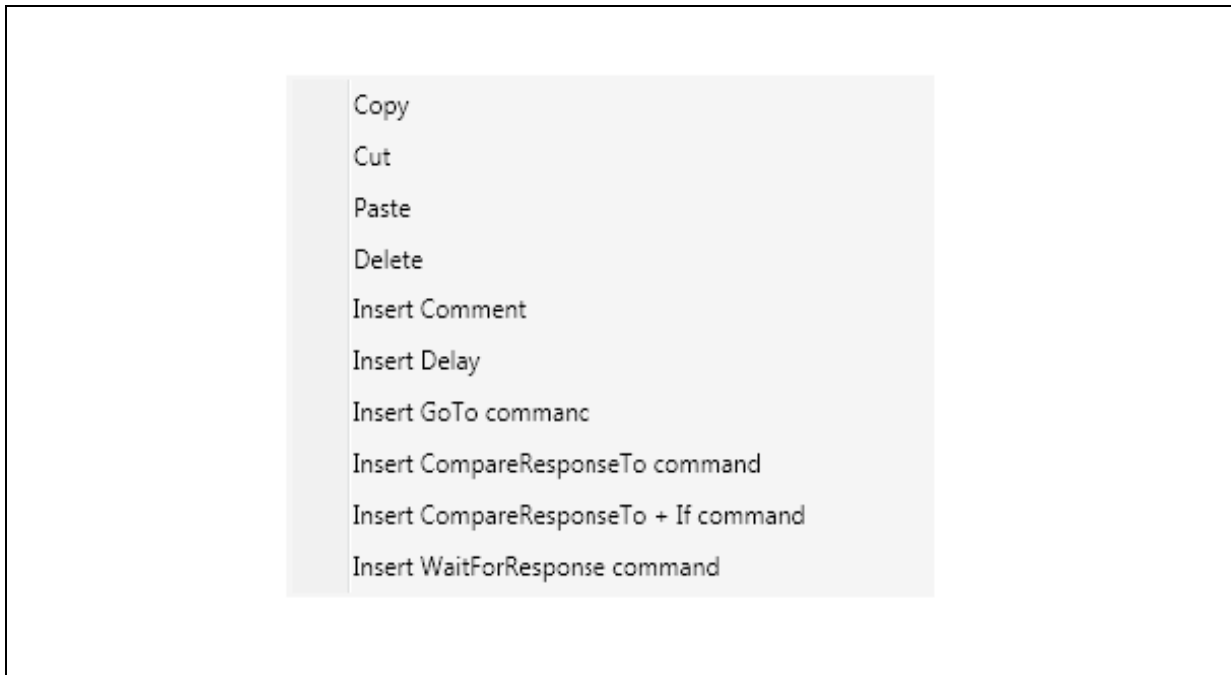 Copy
Cut
Paste
Delete
Insert Comment
Insert Delay
Insert GoTo commanc
Insert CompareResponseTo command
Insert CompareResponseTo + If command
Insert WaitForResponse command